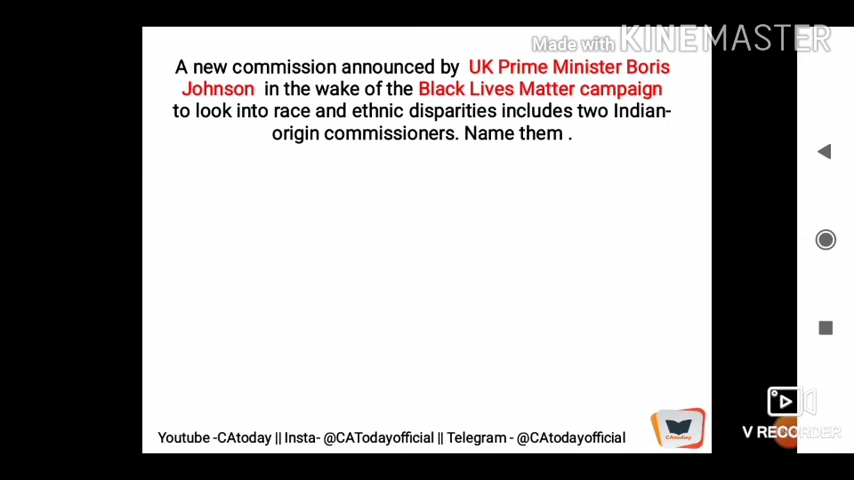 Made with KINEMASTER
A new commission announced by UK Prime Minister Boris
Johnson in the wake of the Black Lives Matter campaign
to look into race and ethnic disparities includes two Indian-
origin commissioners. Name them .
CAtoday
V RECORDER
Youtube -CAtoday || Insta- @CATodayofficial || Telegram - @CAtodayofficial